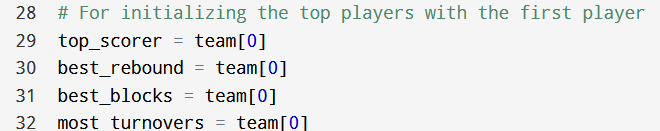 28 # For initializing the top players with the first player
29 top_scorer = team[0]
30 best_rebound = team[0]
31 best_blocks = team[0]
32 most_turnovers = team[0]